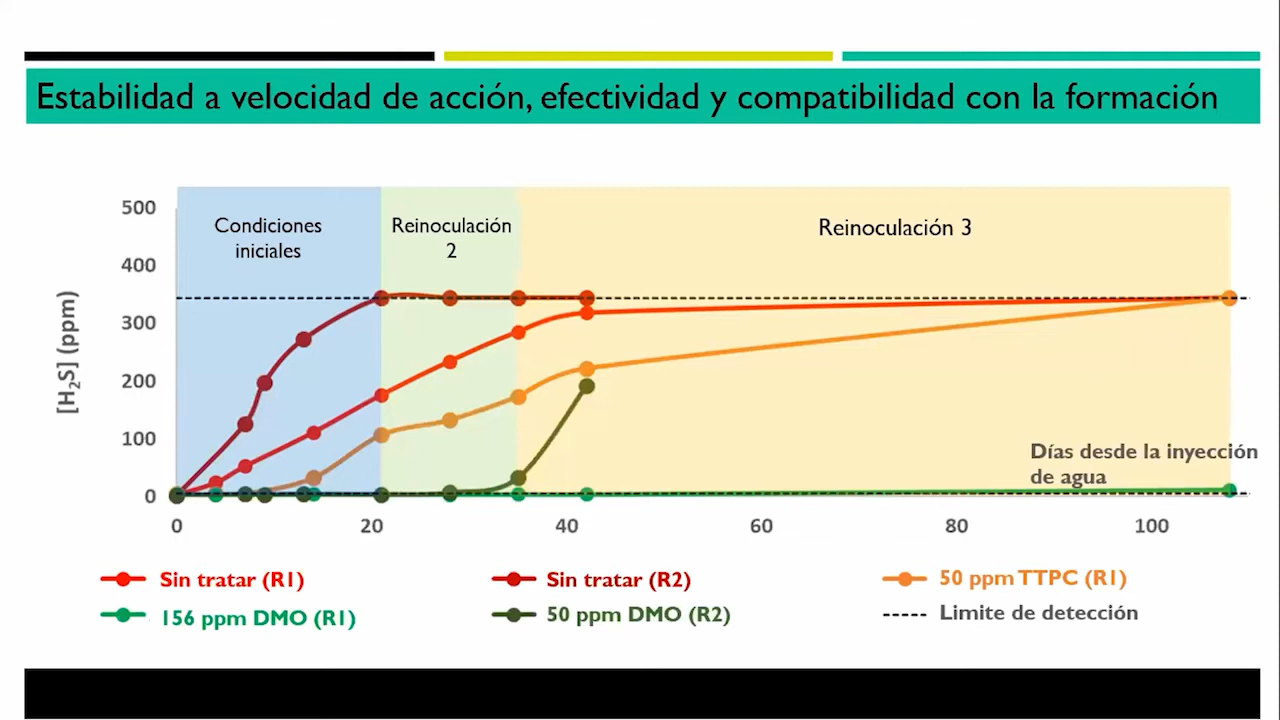 Estabilidad a velocidad de acción, efectividad y compatibilidad con la formación
500
400
300
200
100
0
[H₂S] (ppm)
Condiciones
iniciales
Reinoculación
2
Reinoculación 3
Días desde la inyección
de agua
0 20 40 60 80 100
Sin tratar (R1) Sin tratar (R2) 50 ppm TTPC (R1)
156 ppm DMO (R1) 50 ppm DMO (R2) Limite de detección